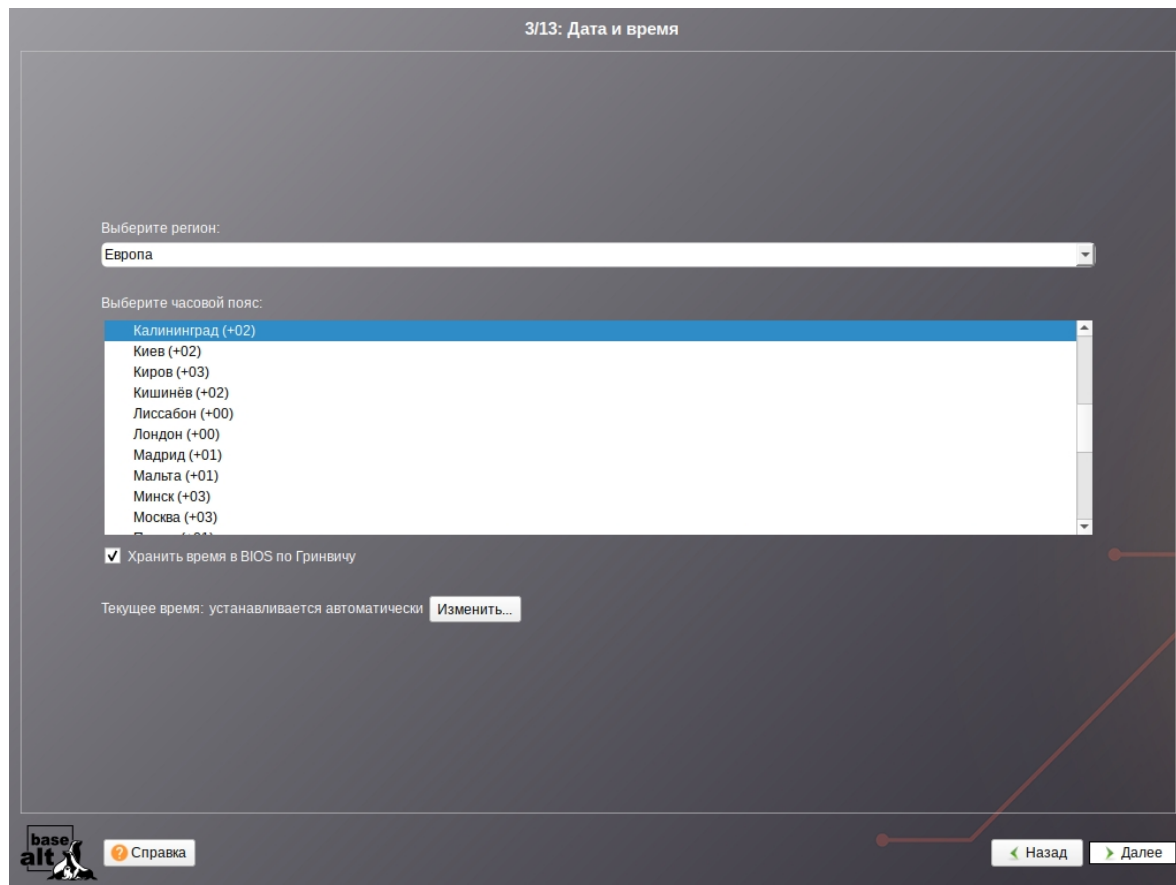 3/13: Дата и время
Выберите регион:
Европа
Выберите часовой пояс:
Калининград (+02)
Киев (+02)
Киров (+03)
Кишинёв (+02)
Лиссабон (+00)
Лондон (+00)
Мадрид (+01)
Мальта (+01)
Минск (+03)
Москва (+03)
Хранить время в BIOS по Гринвичу
Текущее время: устанавливается автоматически Изменить...
base
alt
Справка
Назад Далее